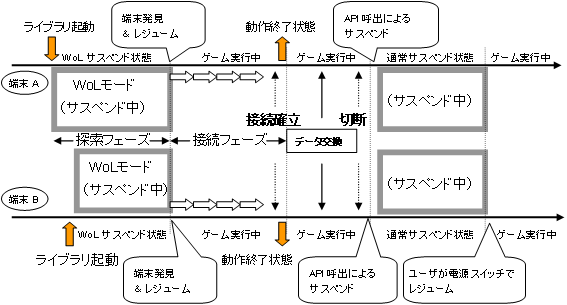 ライブラリ起動
端末発見
＆レジューム
動作終了状態
API呼出による
サスペンド
WoL サスペンド状態
ゲーム実行中
ゲーム実行中
通常サスペンド状態
ゲーム実行中
端末 A
WoLモード
（サスペンド中）
（サスペンド中）
接続確立
切断
探索フェーズ
接続フェーズ
データ交換
WoLモード
（サスペンド中）
（サスペンド中）
端末 B
WoLサスペンド状態
ゲーム実行中
ゲーム実行中
通常サスペンド状態
ゲーム実行中
ライブラリ起動
端末発見
＆レジューム
動作終了状態
API呼出による
サスペンド
ユーザが電源スイッチで
レジューム